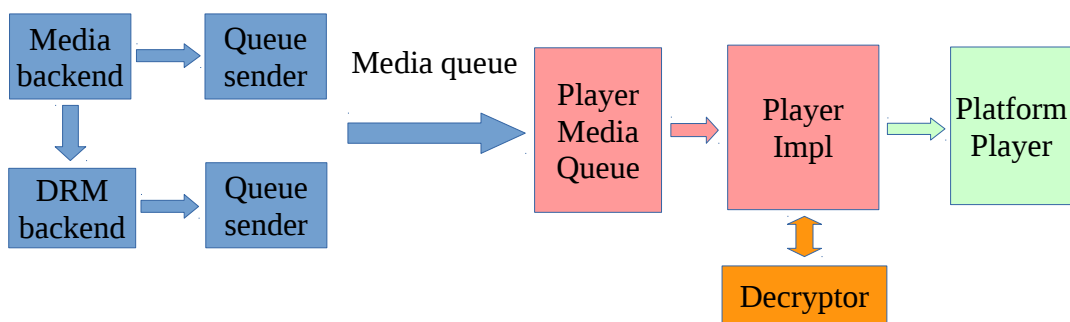 Media
backend
Queue
sender
Media queue
Player
Media
Queue
Player
Impl
Platform
Player
DRM
backend
Queue
sender
Decryptor